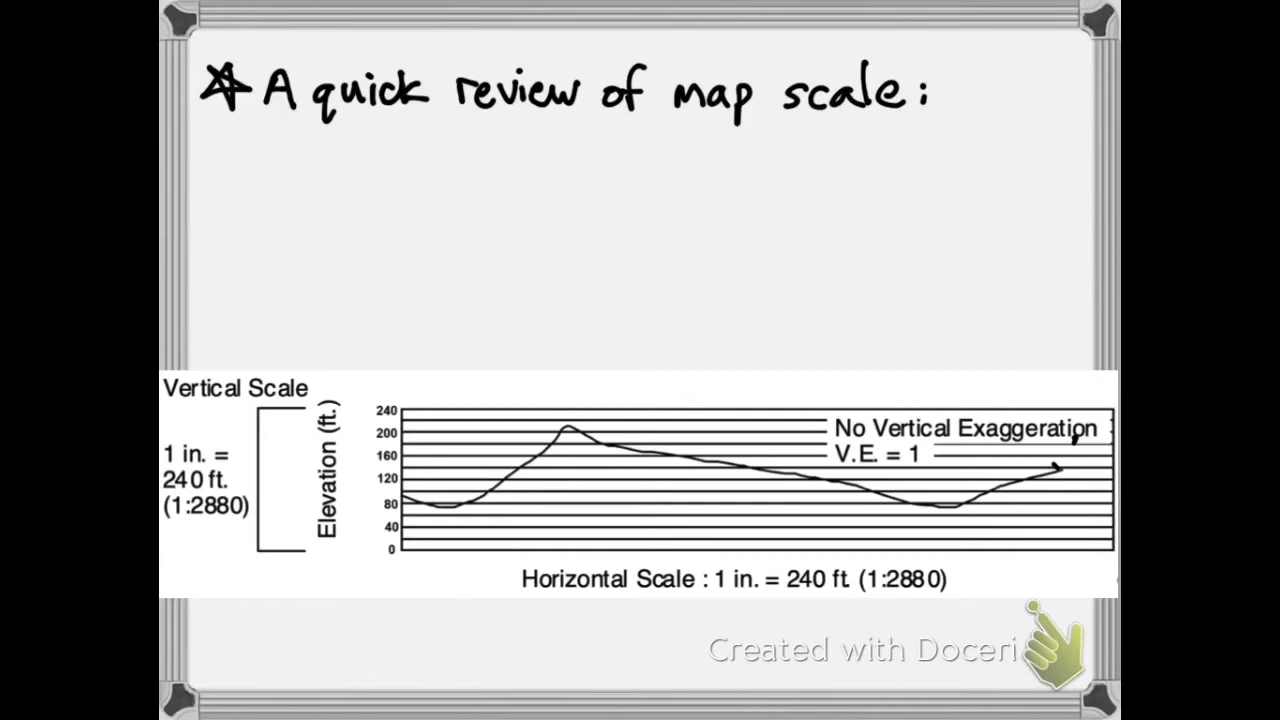 A quick review of map scale:
Vertical Scale
1 in. =
240 ft.
(1:2880)
Elevation (ft.)
240
200
160
120
80
40
0
No Vertical Exaggeration
V.E. = 1
Horizontal Scale : 1 in. = 240 ft. (1:2880)
Created with Doceri